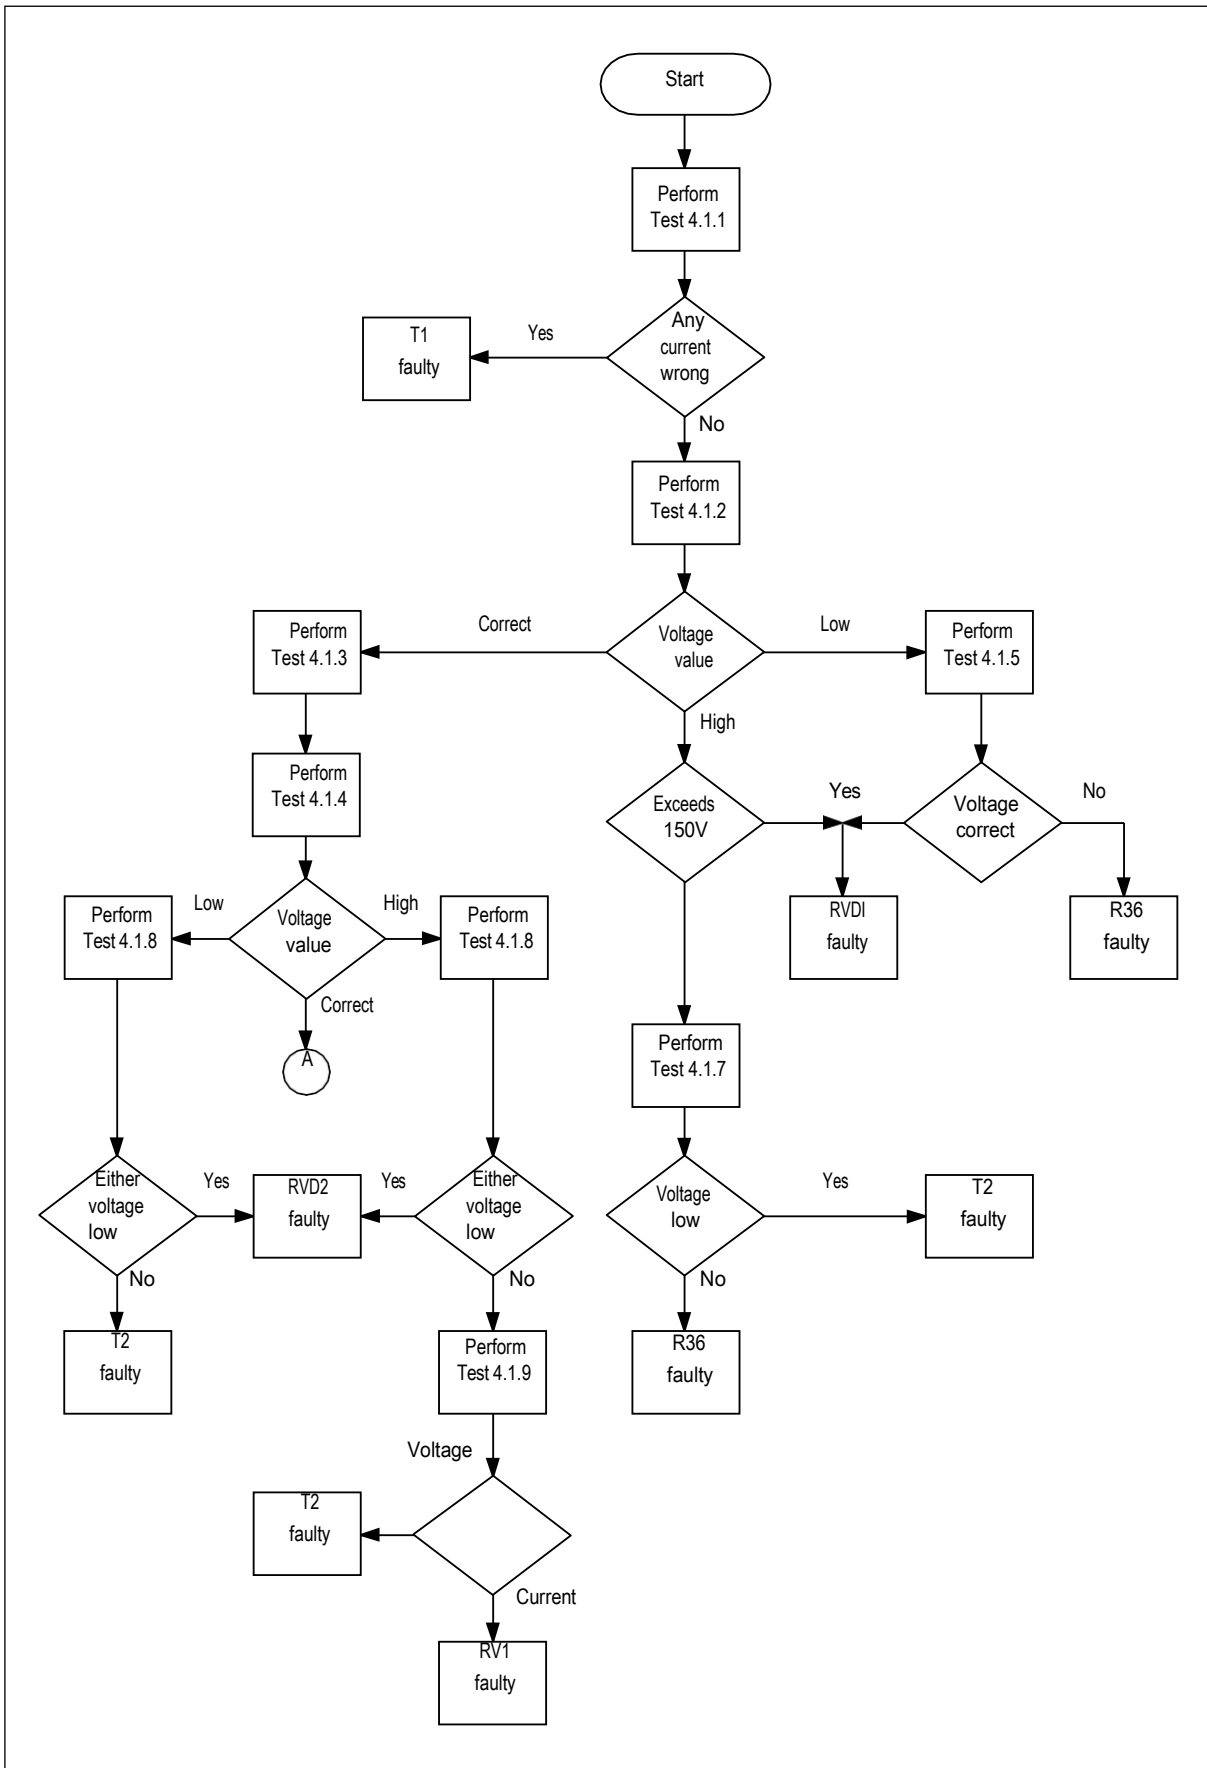 Start
Perform
Test 4.1.1
Any
current
wrong
Yes
T1
faulty
No
Perform
Test 4.1.2
Voltage
value
Correct
Low
High
Perform
Test 4.1.3
Perform
Test 4.1.5
Perform
Test 4.1.4
Exceeds
150V
Yes
Voltage
correct
No
RVDI
faulty
R36
faulty
Voltage
value
Low
High
Correct
Perform
Test 4.1.8
Perform
Test 4.1.8
A
Perform
Test 4.1.7
Either
voltage
low
Yes
RVD2
faulty
Yes
Either
voltage
low
Voltage
low
Yes
T2
faulty
No
No
No
T2
faulty
Perform
Test 4.1.9
R36
faulty
Voltage
T2
faulty
Current
RV1
faulty